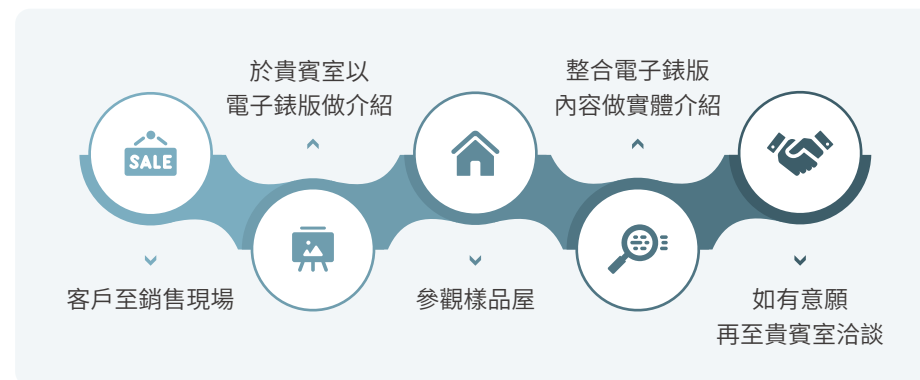 客戶至銷售現場
SALE
於貴賓室以
電子錶版做介紹
參觀樣品屋
整合電子錶版
內容做實體介紹
如有意願
再至貴賓室洽談